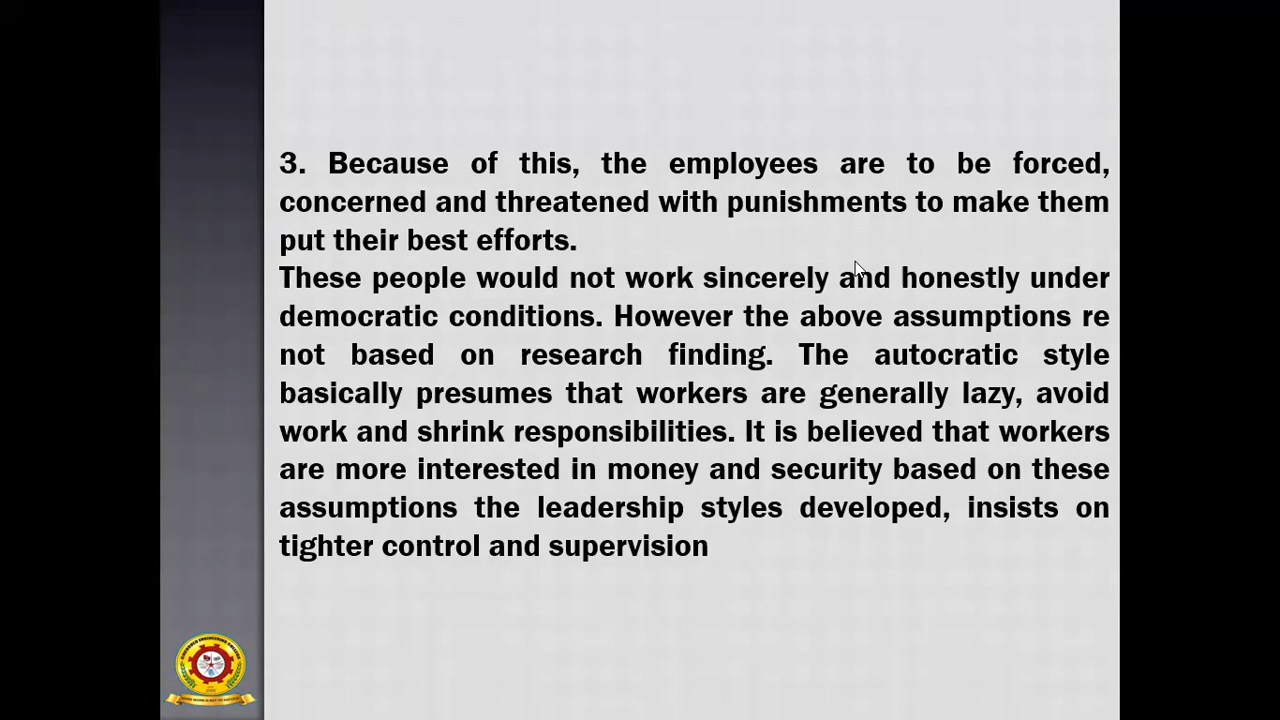 3. Because of this, the employees are to be forced,
concerned and threatened with punishments to make them
put their best efforts.
These people would not work sincerely and honestly under
democratic conditions. However the above assumptions re
not based on research finding. The autocratic style
basically presumes that workers are generally lazy, avoid
work and shrink responsibilities. It is believed that workers
are more interested in money and security based on these
assumptions the leadership styles developed, insists on
tighter control and supervision